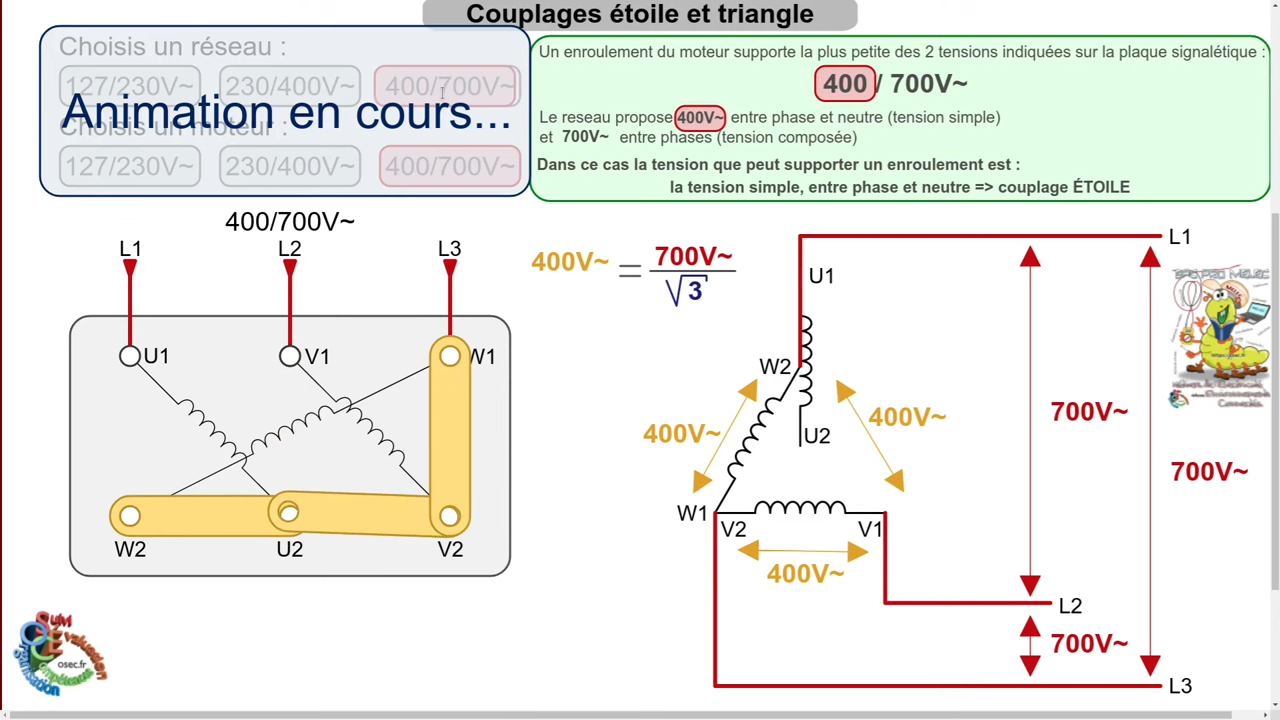 Couplages étoile et triangle
Choisis un réseau :
127/230V~ 230/400V~ 400/700V~
Animation en cours...
Choisis un moteur :
127/230V~ 230/400V~ 400/700V~
Un enroulement du moteur supporte la plus petite des 2 tensions indiquées sur la plaque signalétique :
400 / 700V~
Le reseau propose 400V~ entre phase et neutre (tension simple)
et 700V~ entre phases (tension composée)
Dans ce cas la tension que peut supporter un enroulement est :
la tension simple, entre phase et neutre => couplage ÉTOILE
400/700V~
L1 L2 L3
U1 V1 W1
W2 U2 V2
400V~ = 700V~
√3
L1
U1
W2
400V~
400V~
U2
W1
V2 V1
400V~
700V~
700V~
L2
700V~
L3
osec.fr